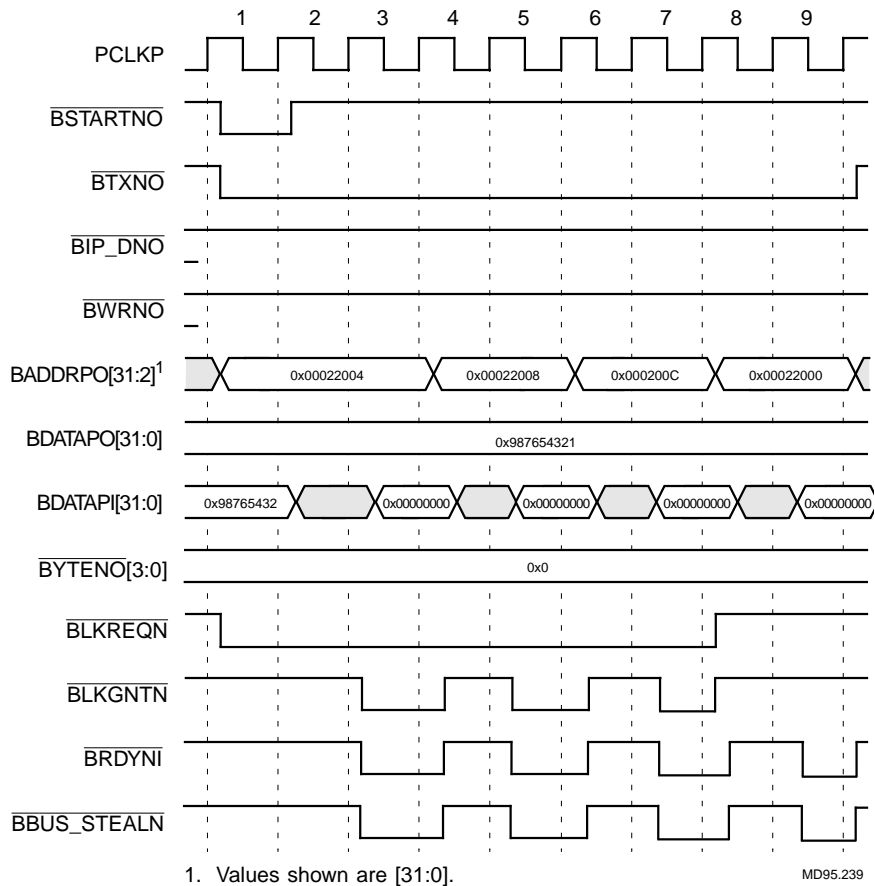 1 2 3 4 5 6 7 8 9
PCLKP
BSTARTNO
BTXNO
BIP_DNO
BWRNO
BADDRPO[31:2]1 0x00022004 0x00022008 0x000200C 0x00022000
BDATAPO[31:0] 0x987654321
BDATAPI[31:0] 0x98765432 0x00000000 0x00000000 0x00000000 0x00000000
BYTENO[3:0] 0x0
BLKREQN
BLKGNTN
BRDYNI
BBUS_STEALN
1. Values shown are [31:0]. MD95.239